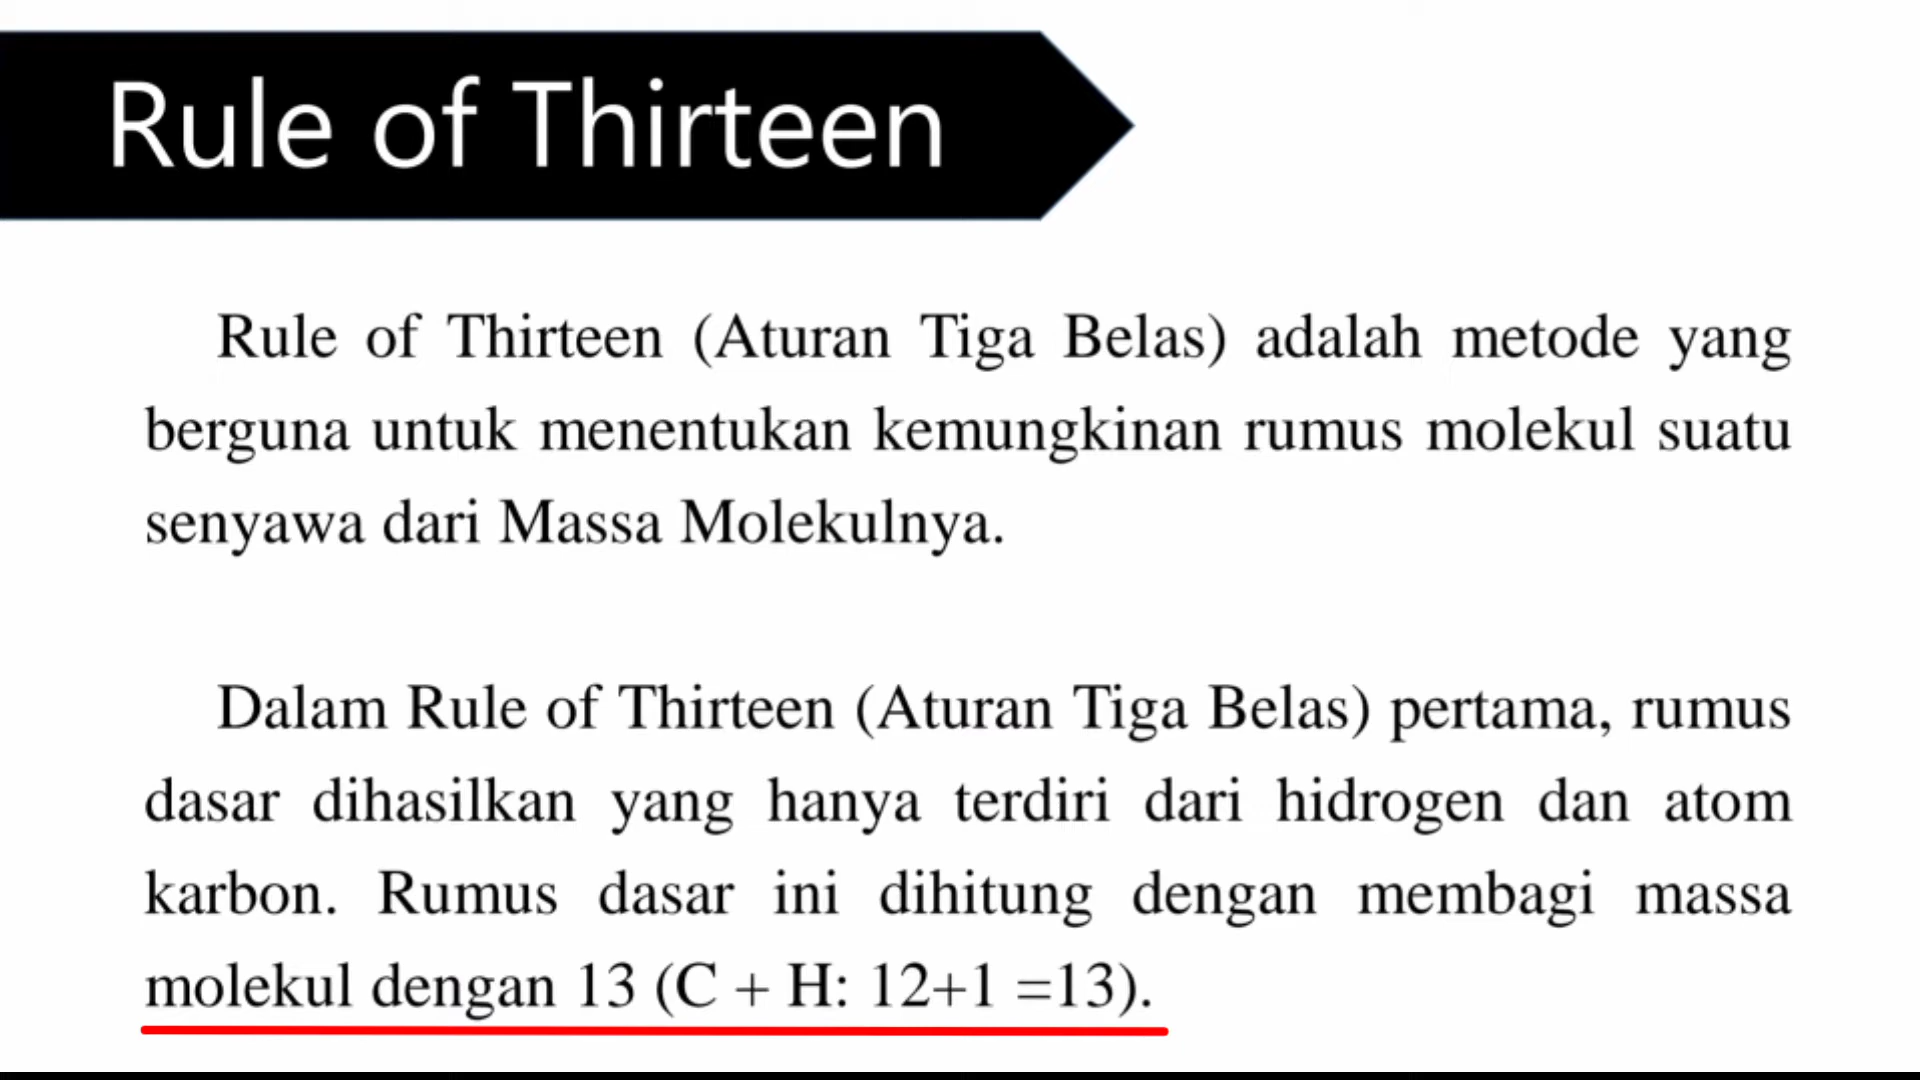 Rule of Thirteen
Rule of Thirteen (Aturan Tiga Belas) adalah metode yang
berguna untuk menentukan kemungkinan rumus molekul suatu
senyawa dari Massa Molekulnya.
Dalam Rule of Thirteen (Aturan Tiga Belas) pertama, rumus
dasar dihasilkan yang hanya terdiri dari hidrogen dan atom
karbon. Rumus dasar ini dihitung dengan membagi massa
molekul dengan 13 (C + H: 12+1 =13).